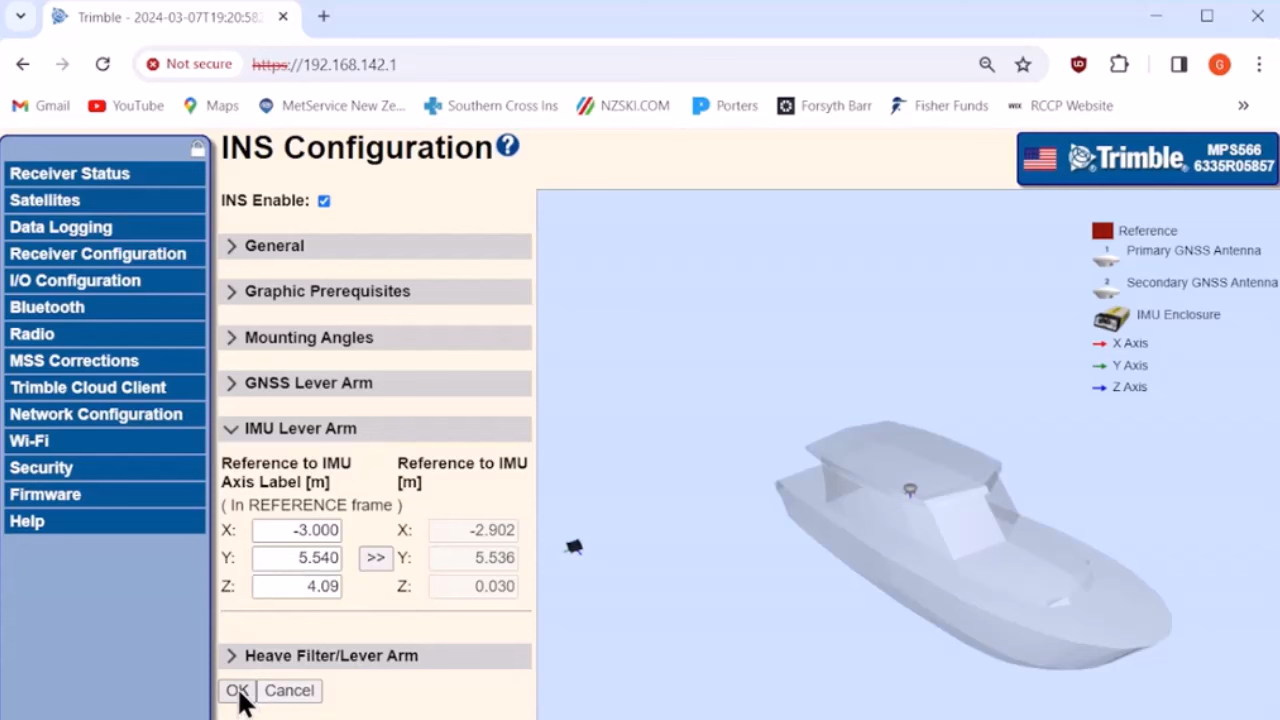 Trimble - 2024-03-07T19:20:58
Not secure
https://192.168.142.1
G
Gmail
YouTube
Maps
MetService New Ze...
Southern Cross Ins
NZSKI.COM
Porters
Forsyth Barr
Fisher Funds
WIX
RCCP Website
»
Receiver Status
Satellites
Data Logging
Receiver Configuration
I/O Configuration
Bluetooth
Radio
MSS Corrections
Trimble Cloud Client
Network Configuration
Wi-Fi
Security
Firmware
Help
INS Configuration ?
INS Enable:
General
Graphic Prerequisites
Mounting Angles
GNSS Lever Arm
IMU Lever Arm
Reference to IMU
Axis Label [m]
Reference to IMU
[m]
( In REFERENCE frame )
X: -3.000 X: -2.902
Y: 5.540 >> Y: 5.536
Z: 4.09 Z: 0.030
Heave Filter/Lever Arm
OK Cancel
Trimble. MPS566
6335R05857
Reference
1 Primary GNSS Antenna
2 Secondary GNSS Antenna
IMU Enclosure
X Axis
Y Axis
Z Axis